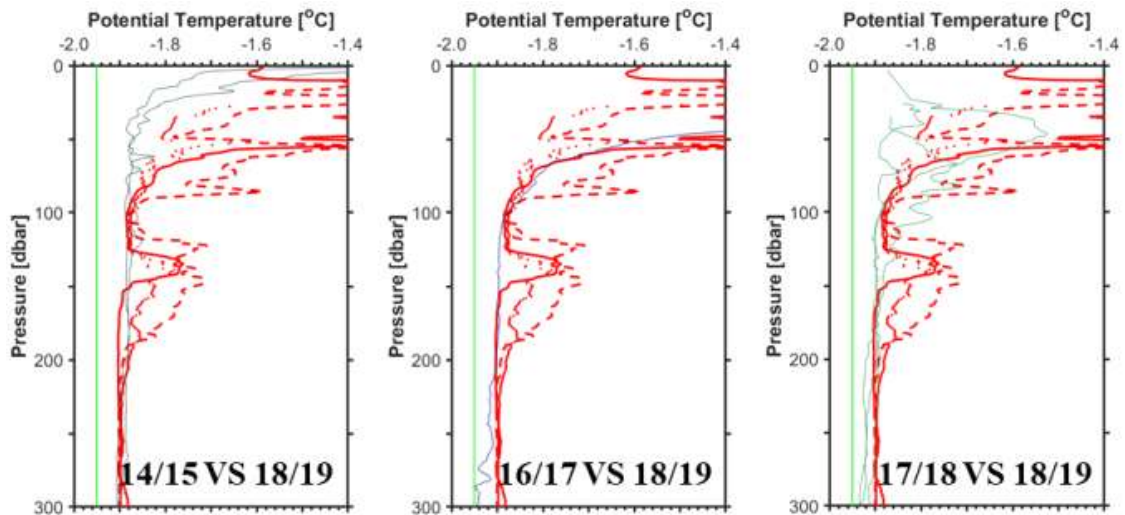 Potential Temperature [°C] Potential Temperature [°C] Potential Temperature [°C]
-2.0 -1.8 -1.6 -1.4 -2.0 -1.8 -1.6 -1.4 -2.0 -1.8 -1.6 -1.4
0 0 0
100 100 100
Pressure [dbar] Pressure [dbar] Pressure [dbar]
200 200 200
14/15 VS 18/19 16/17 VS 18/19 17/18 VS 18/19
300 300 300